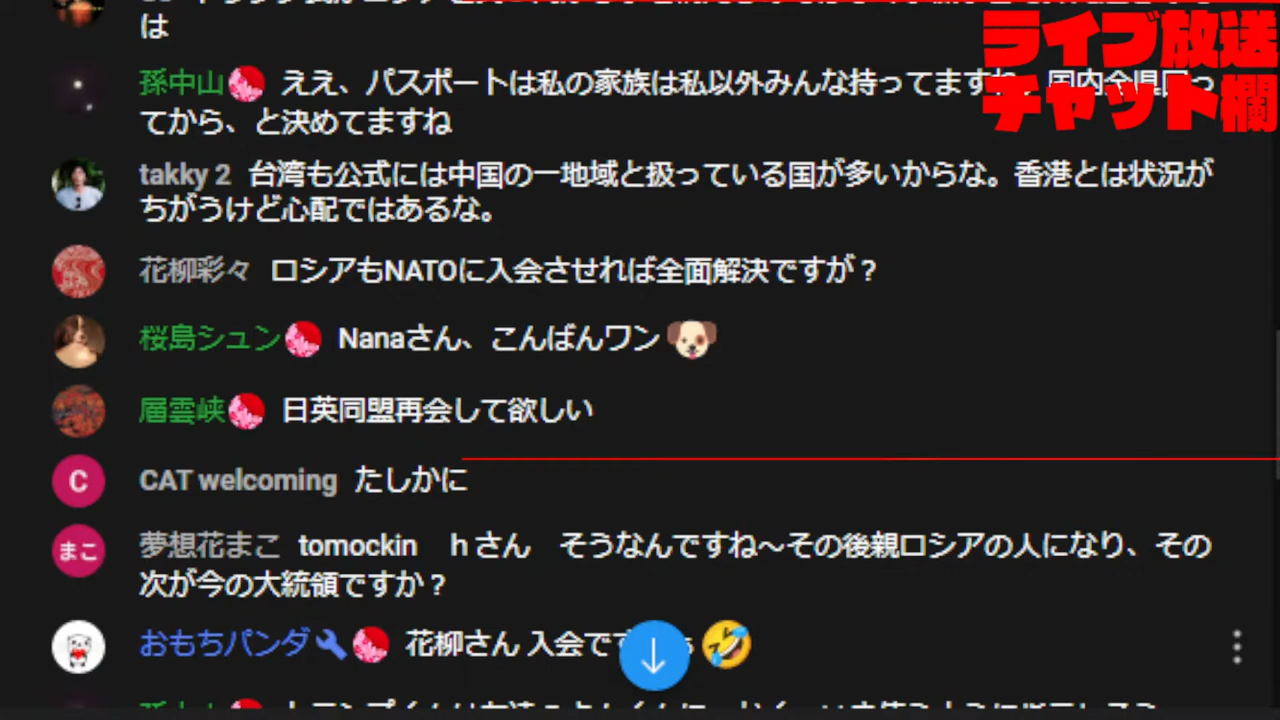 は
ライブ放送
チャット欄
孫中山 ええ、パスポートは私の家族は私以外みんな持ってます
てから、と決めてますね
takky 2 台湾も公式には中国の一地域と扱っている国が多いからな。香港とは状況が
ちがうけど心配ではあるな。
花柳彩々 ロシアもNATOに入会させれば全面解決ですが？
桜島シュン Nanaさん、こんばんワン
層雲峡 日英同盟再会して欲しい
C CAT welcoming たしかに
まこ 夢想花まこ tomockin　h さん　そうなんですね〜その後親ロシアの人になり、その
次が今の大統領ですか？
おもちパンダ 花柳さん 入会で